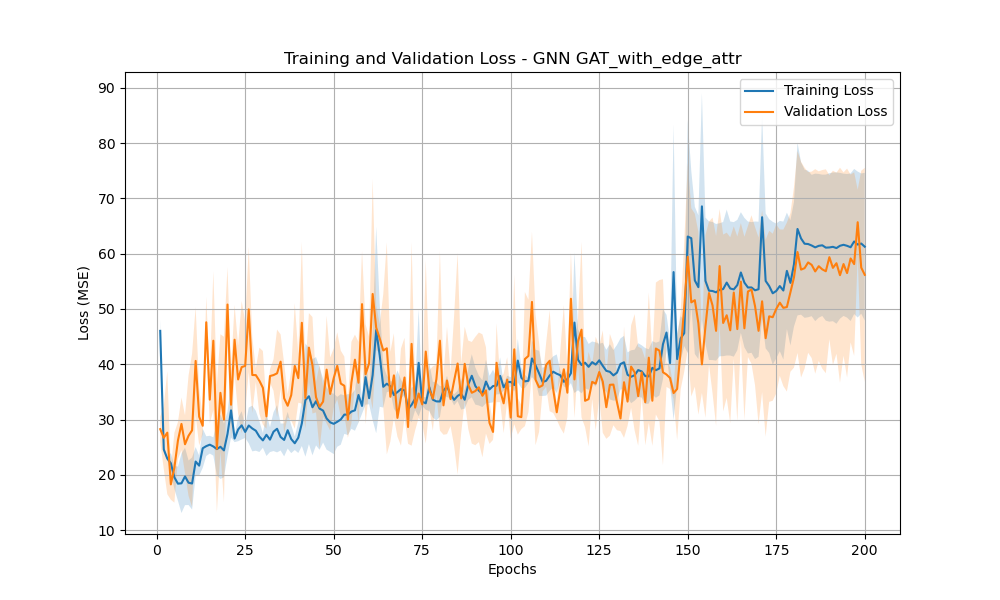 Training and Validation Loss - GNN GAT_with_edge_attr
Training Loss
Validation Loss
Loss (MSE)
90
80
70
60
50
40
30
20
10
0 25 50 75 100 125 150 175 200
Epochs